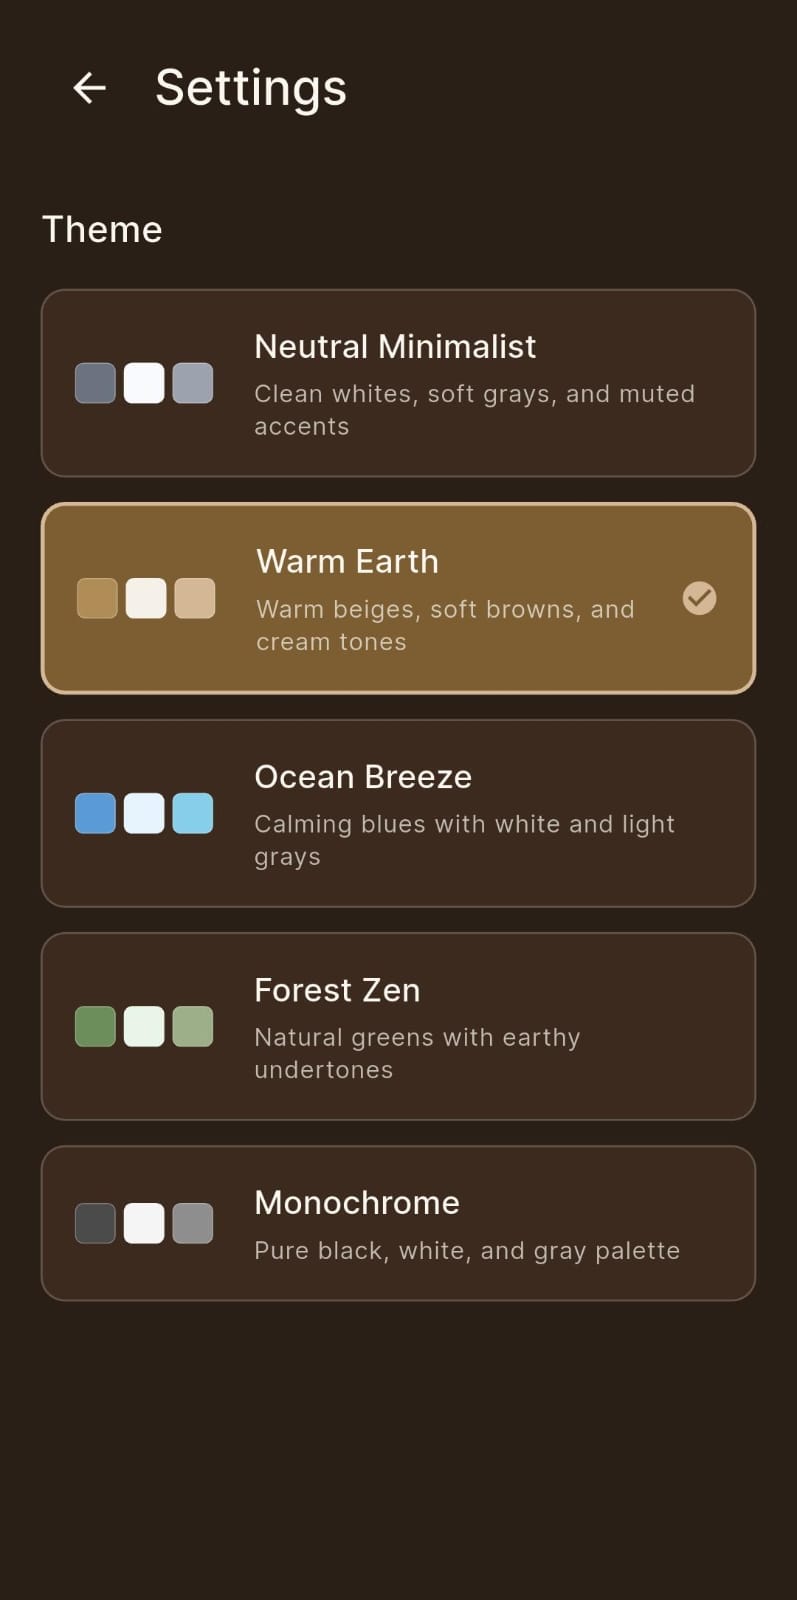 Settings
Theme
Neutral Minimalist
Clean whites, soft grays, and muted
accents
Warm Earth
Warm beiges, soft browns, and
cream tones
Ocean Breeze
Calming blues with white and light
grays
Forest Zen
Natural greens with earthy
undertones
Monochrome
Pure black, white, and gray palette